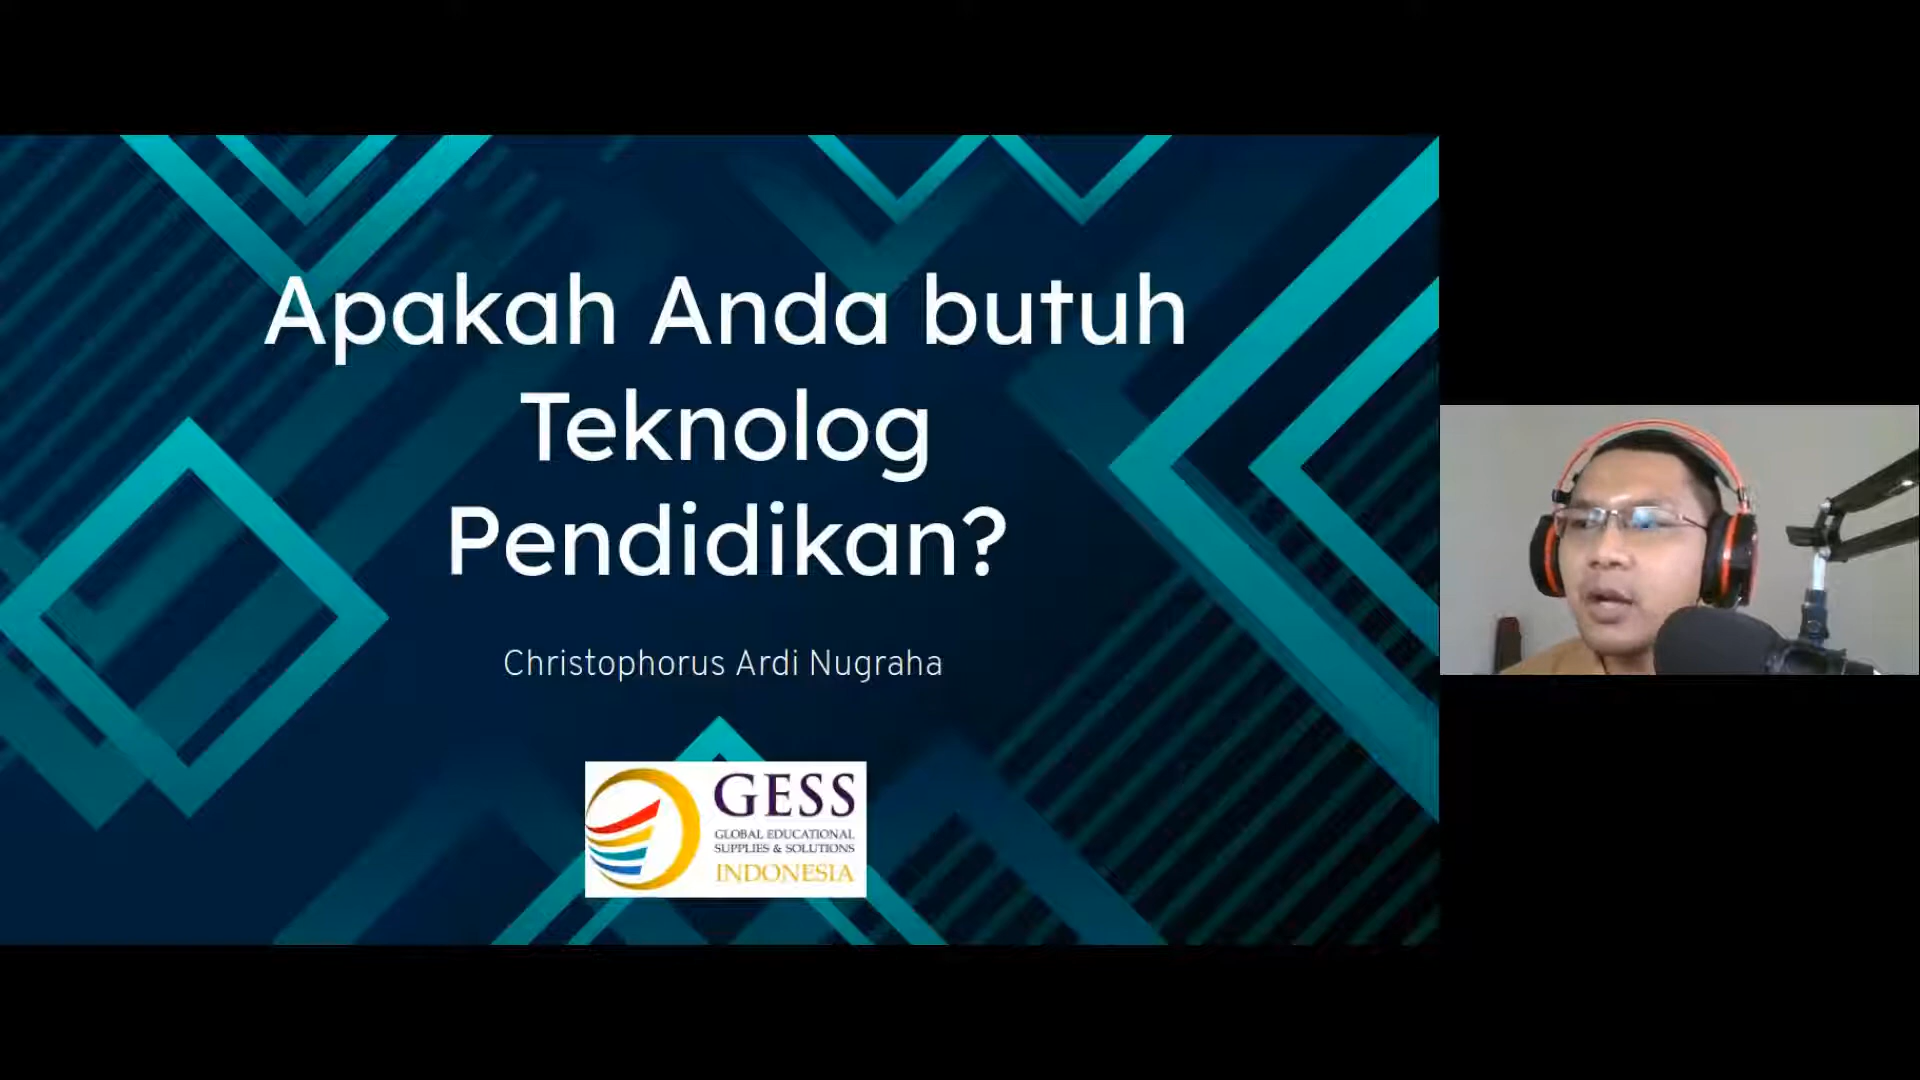 Apakah Anda butuh
Teknolog
Pendidikan?
Christophorus Ardi Nugraha
GESS
GLOBAL EDUCATIONAL
SUPPLIES & SOLUTIONS
INDONESIA